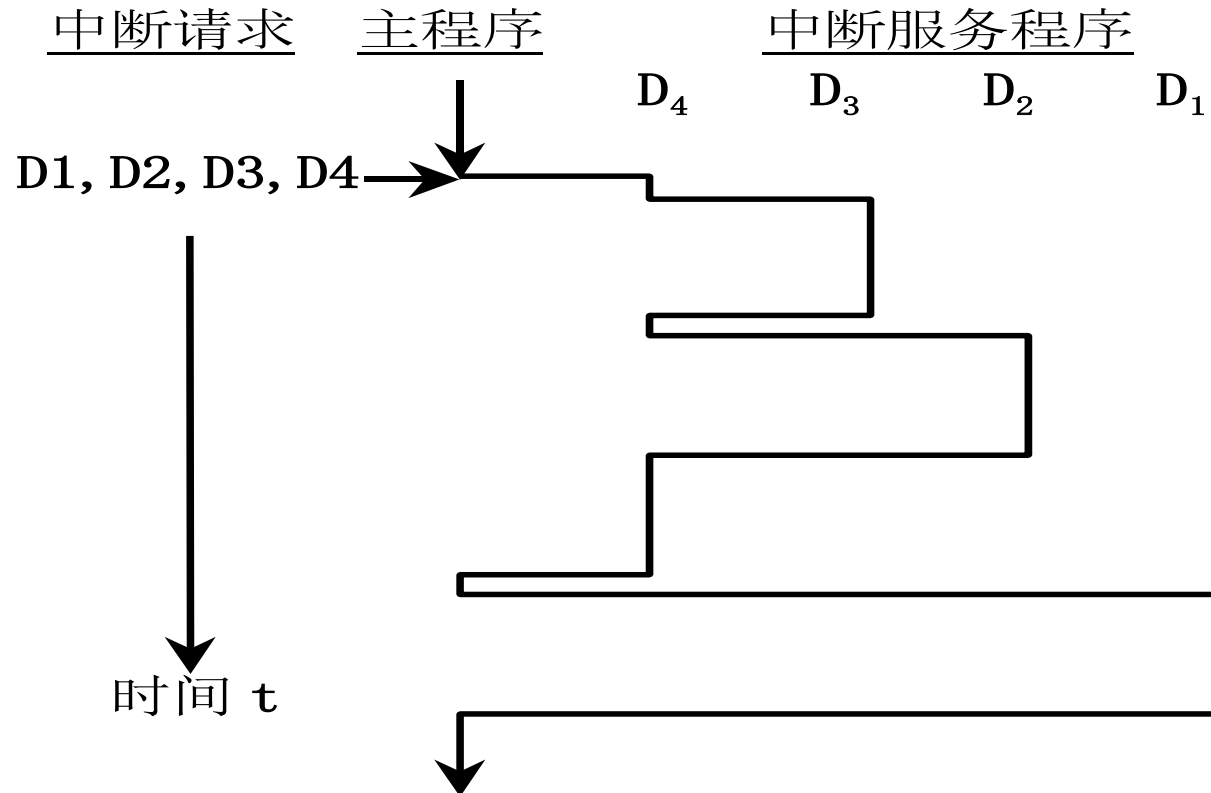 中断请求 主程序 中断服务程序
D₄ D₃ D₂ D₁
D1, D2, D3, D4
时间 t